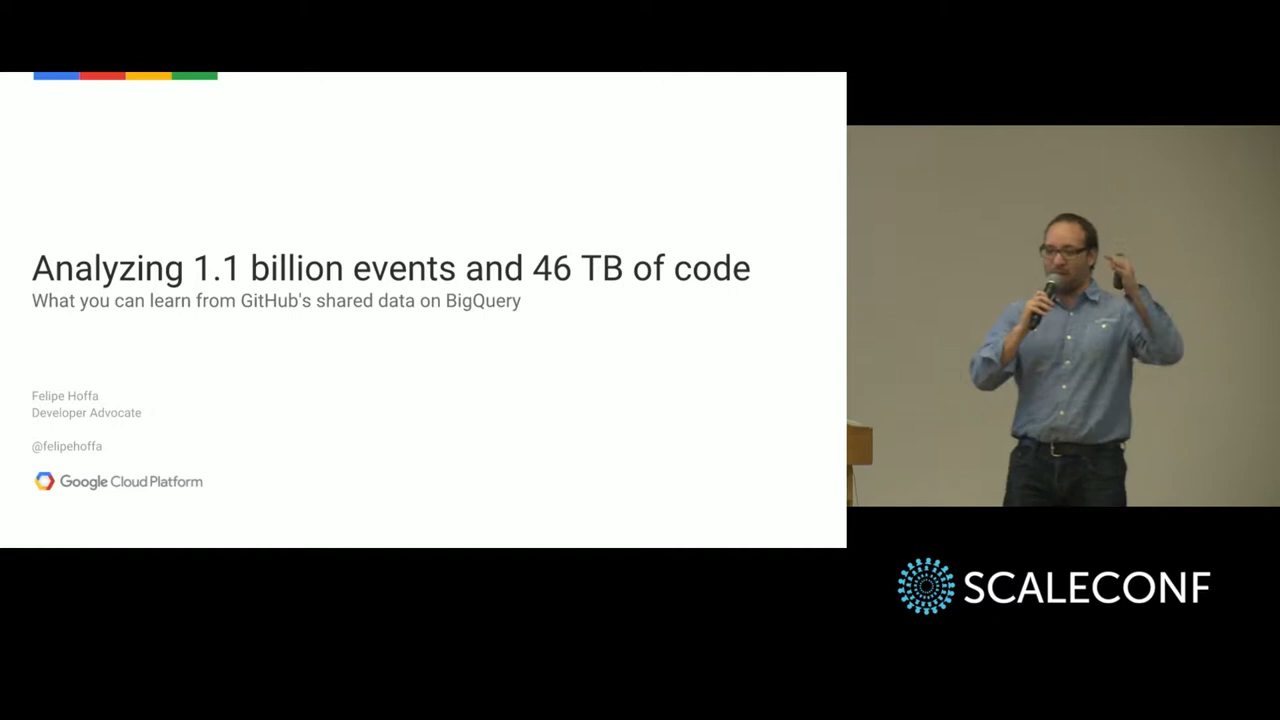 Analyzing 1.1 billion events and 46 TB of code
What you can learn from GitHub's shared data on BigQuery
Felipe Hoffa
Developer Advocate
@felipehoffa
Google Cloud Platform
SCALECONF